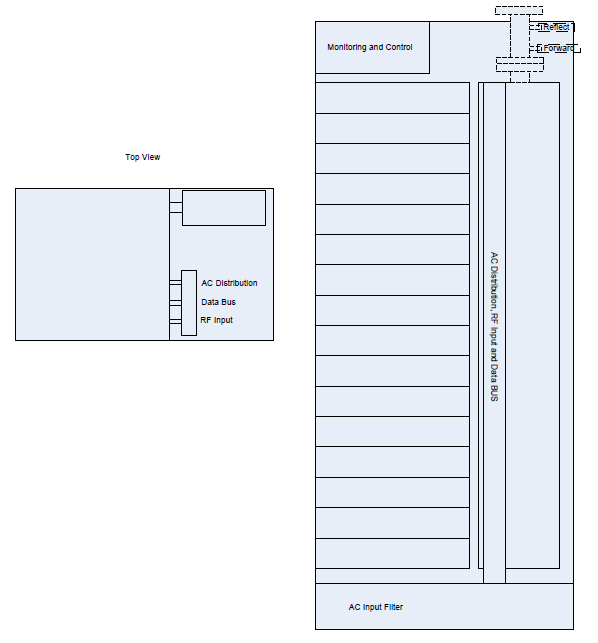 Monitoring and Control
Reflect
Forward
Top View
AC Distribution
Data Bus
RF Input
AC Distribution, RF Input and Data BUS
AC Input Filter